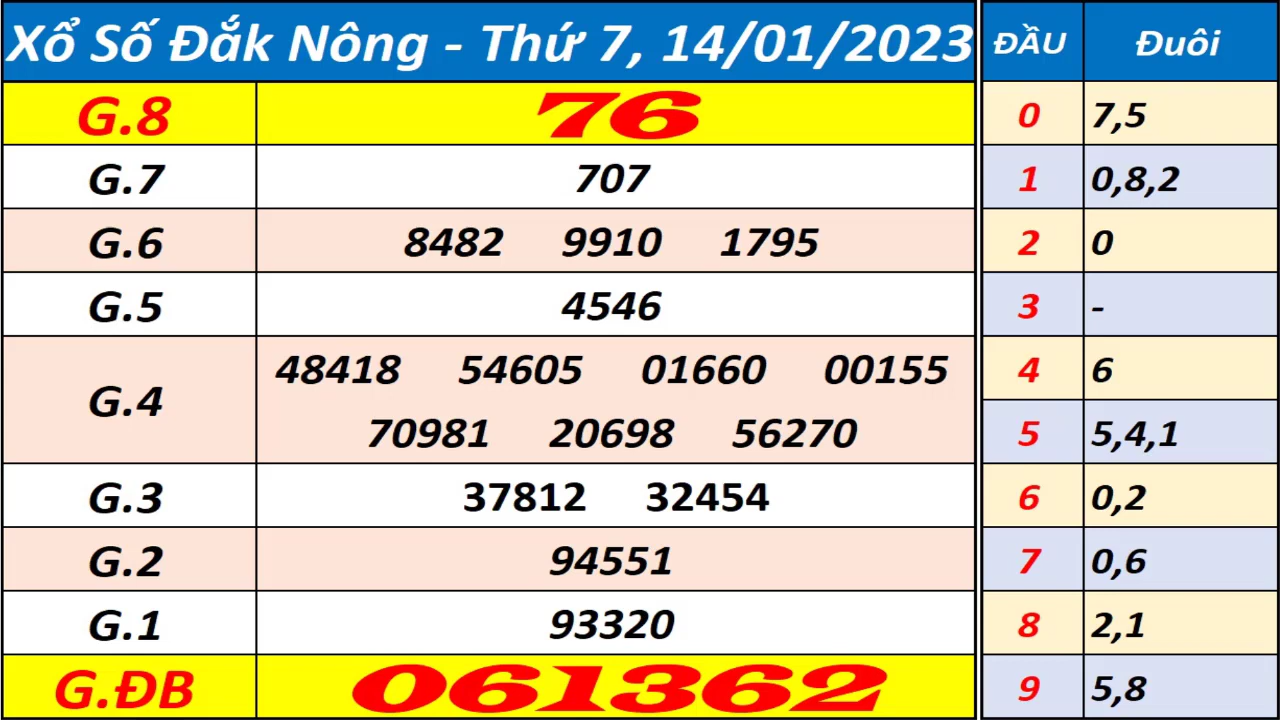 Xổ Số Đắk Nông - Thứ 7, 14/01/2023 ĐẦU Đuôi
G.8 76 0 7,5
G.7 707 1 0,8,2
G.6 8482 9910 1795 2 0
G.5 4546 3 -
G.4 48418 54605 01660 00155 4 6
70981 20698 56270 5 5,4,1
G.3 37812 32454 6 0,2
G.2 94551 7 0,6
G.1 93320 8 2,1
G.ĐB 061362 9 5,8